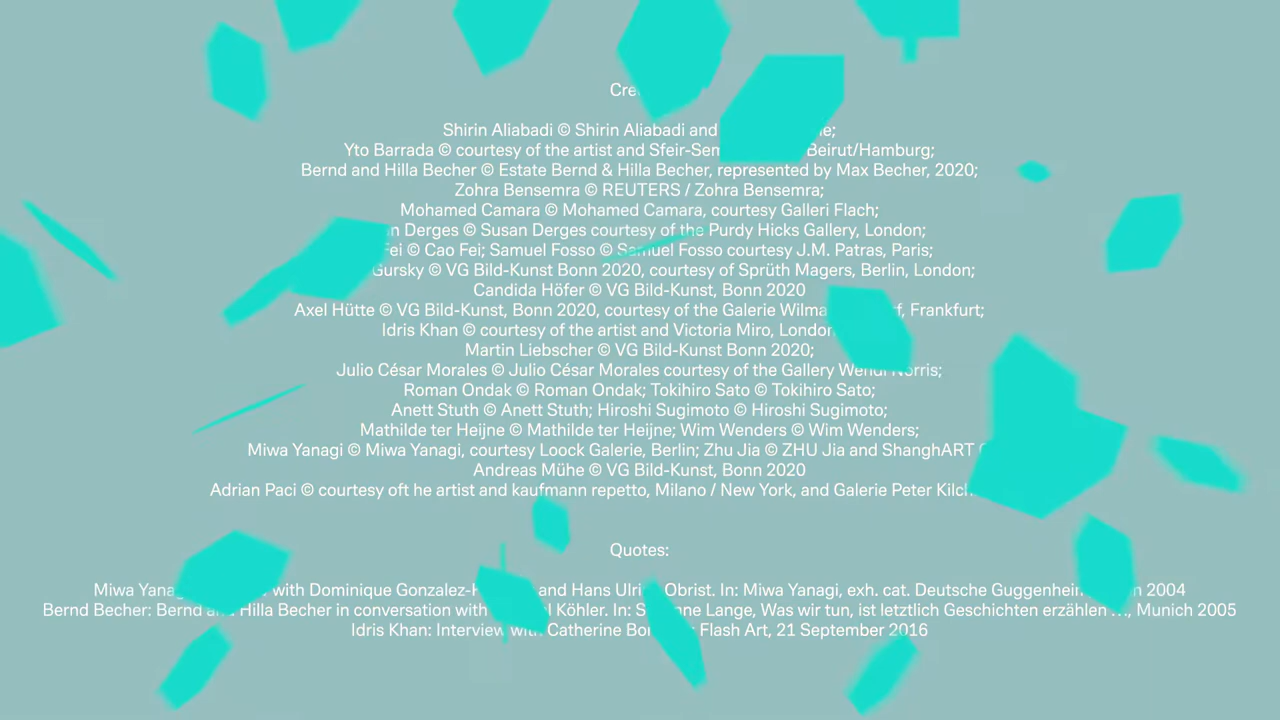 Shirin Aliabadi © Shirin Aliabadi and
Yto Barrada © courtesy of the artist and Beirut/Hamburg;
Bernd and Hilla Becher © Estate Bernd & Hilla Becher, represented by Max Becher, 2020;
Zohra Bensemra © REUTERS / Zohra Bensemra;
Mohamed Camara © Mohamed Camara, courtesy Galleri Flach;
Derges © Susan Derges courtesy of the Purdy Hicks Gallery, London;
Fei © Cao Fei; Samuel Fosso © Samuel Fosso courtesy J.M. Patras, Paris;
Gursky © VG Bild-Kunst Bonn 2020, courtesy of Sprüth Magers, Berlin, London;
Candida Höfer © VG Bild-Kunst, Bonn 2020
Axel Hütte © VG Bild-Kunst, Bonn 2020, courtesy of the Galerie Wilma Frankfurt;
Idris Khan © courtesy of the artist and Victoria Miro, London
Martin Liebscher © VG Bild-Kunst Bonn 2020;
Julio César Morales © Julio César Morales courtesy of the Gallery Wendi Norris;
Roman Ondak © Roman Ondak; Tokihiro Sato © Tokihiro Sato;
Anett Stuth © Anett Stuth; Hiroshi Sugimoto © Hiroshi Sugimoto;
Mathilde ter Heijne © Mathilde ter Heijne; Wim Wenders © Wim Wenders;
Miwa Yanagi © Miwa Yanagi, courtesy Loock Galerie, Berlin; Zhu Jia © ZHU Jia and ShanghART
Andreas Mühe © VG Bild-Kunst, Bonn 2020
Adrian Paci © courtesy oft he artist and kaufmann repetto, Milano / New York, and Galerie Peter
Quotes:
Miwa with Dominique and Hans Ulrich Obrist. In: Miwa Yanagi, exh. cat. Deutsche Guggenheim 2004
Bernd Becher: Bernd and Hilla Becher in conversation with Köhler. In: Lange, Was wir tun, ist letztlich Geschichten erzählen ..., Munich 2005
Idris Khan: Interview with Catherine Flash Art, 21 September 2016